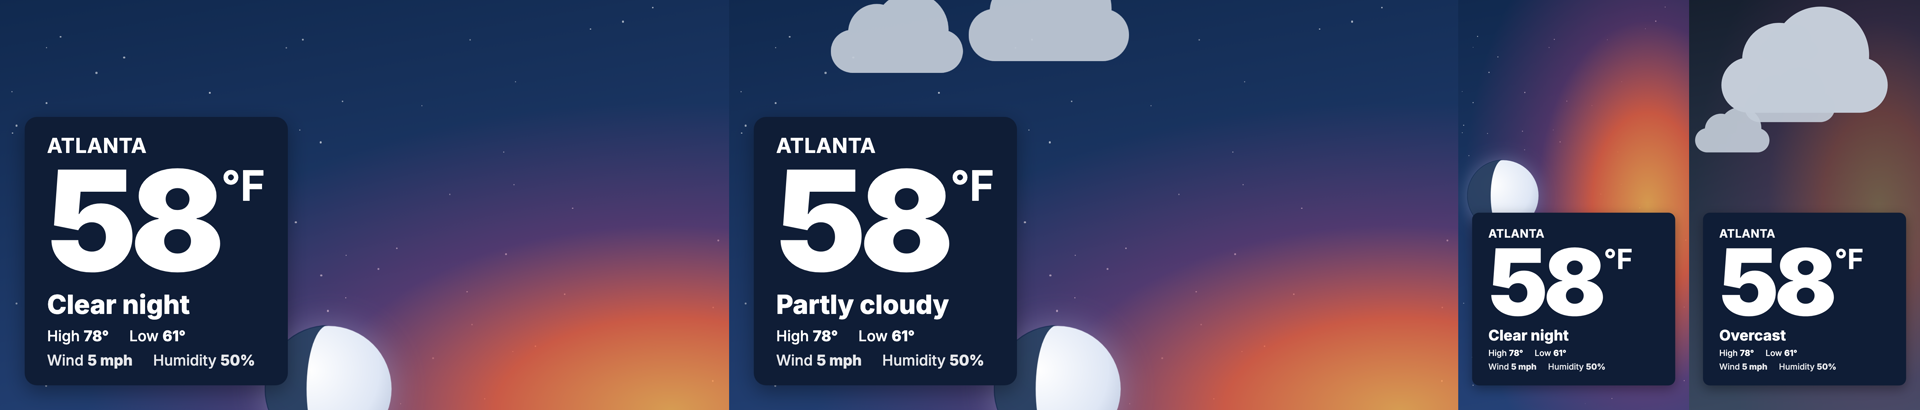 ATLANTA
58°F
Clear night
High 78° Low 61°
Wind 5 mph Humidity 50%
ATLANTA
58°F
Partly cloudy
High 78° Low 61°
Wind 5 mph Humidity 50%
ATLANTA
58°F
Clear night
High 78° Low 61°
Wind 5 mph Humidity 50%
ATLANTA
58°F
Overcast
High 78° Low 61°
Wind 5 mph Humidity 50%